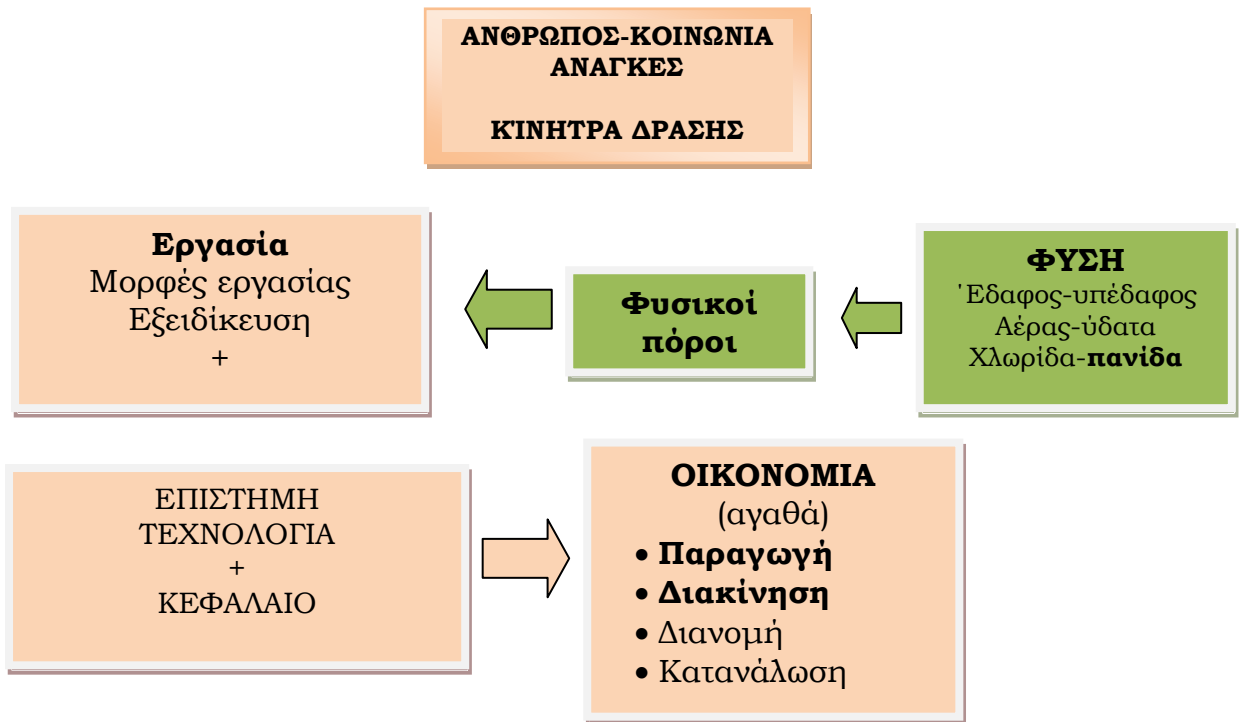 ΑΝΘΡΩΠΟΣ-ΚΟΙΝΩΝΙΑ
ΑΝΑΓΚΕΣ
ΚΊΝΗΤΡΑ ΔΡΑΣΗΣ
Εργασία
Μορφές εργασίας
Εξειδίκευση
+
Φυσικοί
πόροι
ΦΥΣΗ
΄Εδαφος-υπέδαφος
Αέρας-ύδατα
Χλωρίδα-πανίδα
ΕΠΙΣΤΗΜΗ
ΤΕΧΝΟΛΟΓΙΑ
+
ΚΕΦΑΛΑΙΟ
ΟΙΚΟΝΟΜΙΑ
(αγαθά)
• Παραγωγή
• Διακίνηση
• Διανομή
• Κατανάλωση